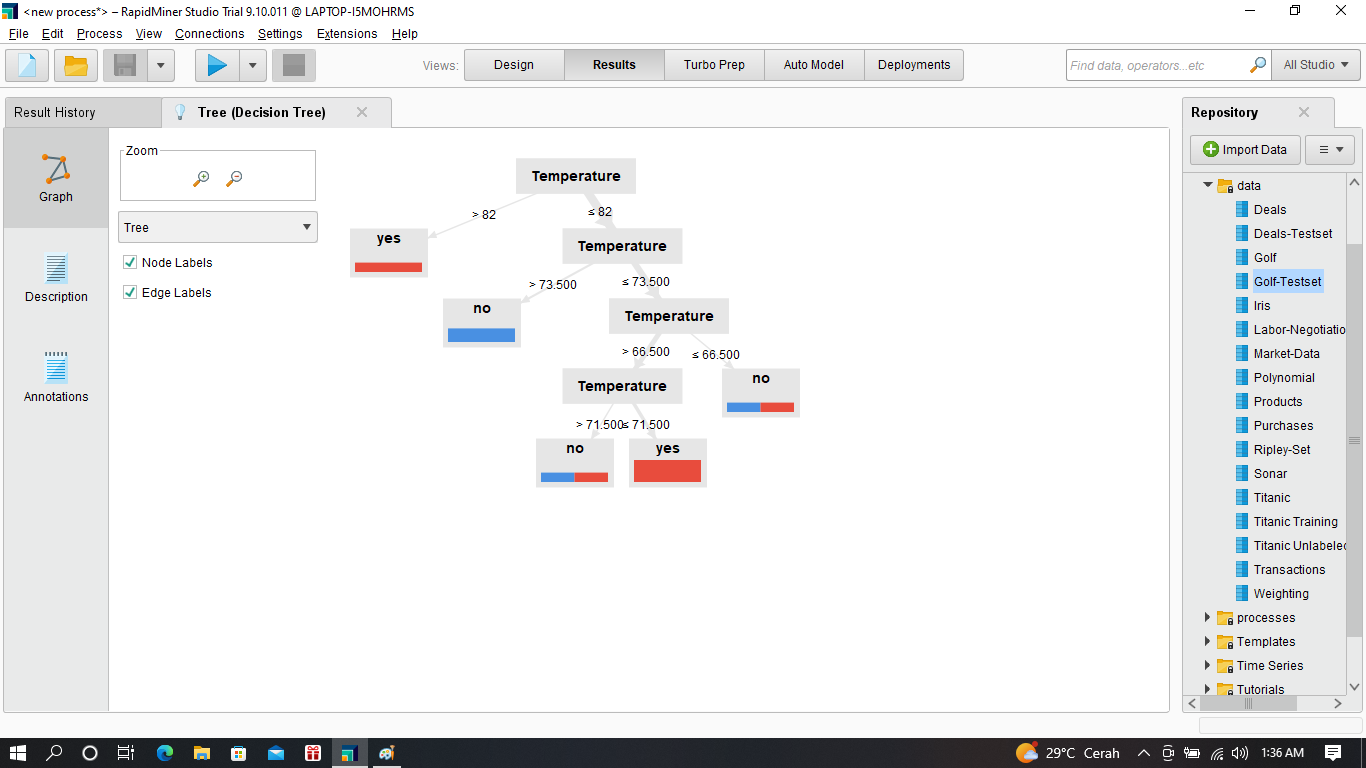 <new process*> – RapidMiner Studio Trial 9.10.011 @ LAPTOP-I5MOHRMS
File Edit Process View Connections Settings Extensions Help
Views: Design Results Turbo Prep Auto Model Deployments Find data, operators...etc All Studio
Result History Tree (Decision Tree)
Graph
Description
Annotations
Zoom
Tree
Node Labels
Edge Labels
Temperature
> 82 ≤ 82
yes Temperature
> 73.500 ≤ 73.500
no Temperature
> 66.500 ≤ 66.500
Temperature no
> 71.500 ≤ 71.500
no yes
Repository
Import Data
data
Deals
Deals-Testset
Golf
Golf-Testset
Iris
Labor-Negotiatio
Market-Data
Polynomial
Products
Purchases
Ripley-Set
Sonar
Titanic
Titanic Training
Titanic Unlabeled
Transactions
Weighting
processes
Templates
Time Series
Tutorials
29°C Cerah 1:36 AM